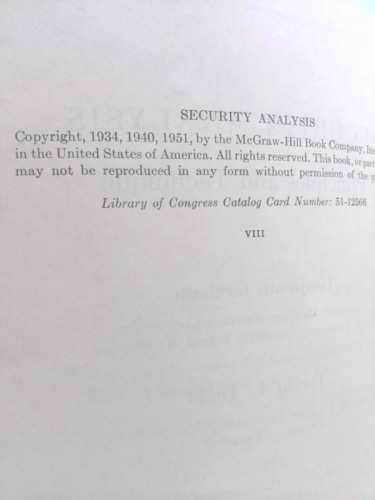 SECURITY ANALYSIS
Copyright, 1934, 1940, 1951, by the McGraw-Hill Book Company, Inc
in the United States of America. All rights reserved. This book, or part
may not be reproduced in any form without permission of the p
Library of Congress Catalog Card Number: 51-12566
VIII